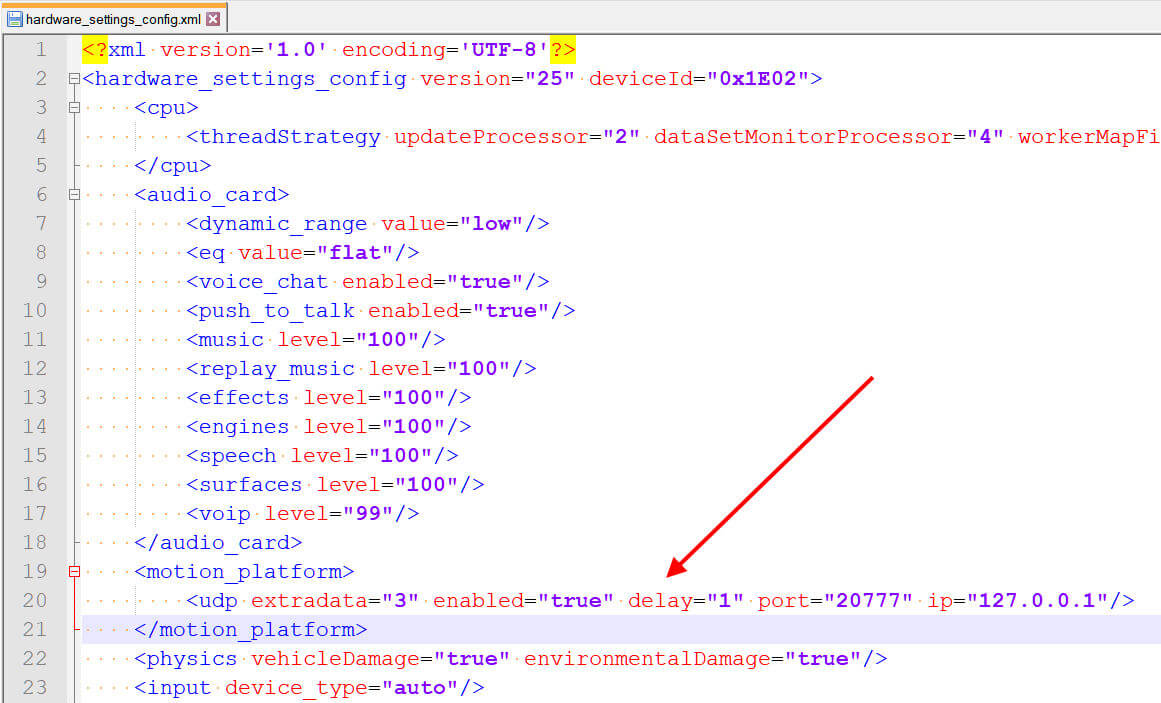 hardware_settings_config.xml
1 <?xml version='1.0' encoding='UTF-8'?>
2 <hardware_settings_config version="25" deviceId="0x1E02">
3 <cpu>
4 <threadStrategy updateProcessor="2" dataSetMonitorProcessor="4" workerMapFi
5 </cpu>
6 <audio_card>
7 <dynamic_range value="low"/>
8 <eq value="flat"/>
9 <voice_chat enabled="true"/>
10 <push_to_talk enabled="true"/>
11 <music level="100"/>
12 <replay_music level="100"/>
13 <effects level="100"/>
14 <engines level="100"/>
15 <speech level="100"/>
16 <surfaces level="100"/>
17 <voip level="99"/>
18 </audio_card>
19 <motion_platform>
20 <udp extradata="3" enabled="true" delay="1" port="20777" ip="127.0.0.1"/>
21 </motion_platform>
22 <physics vehicleDamage="true" environmentalDamage="true"/>
23 <input device_type="auto"/>